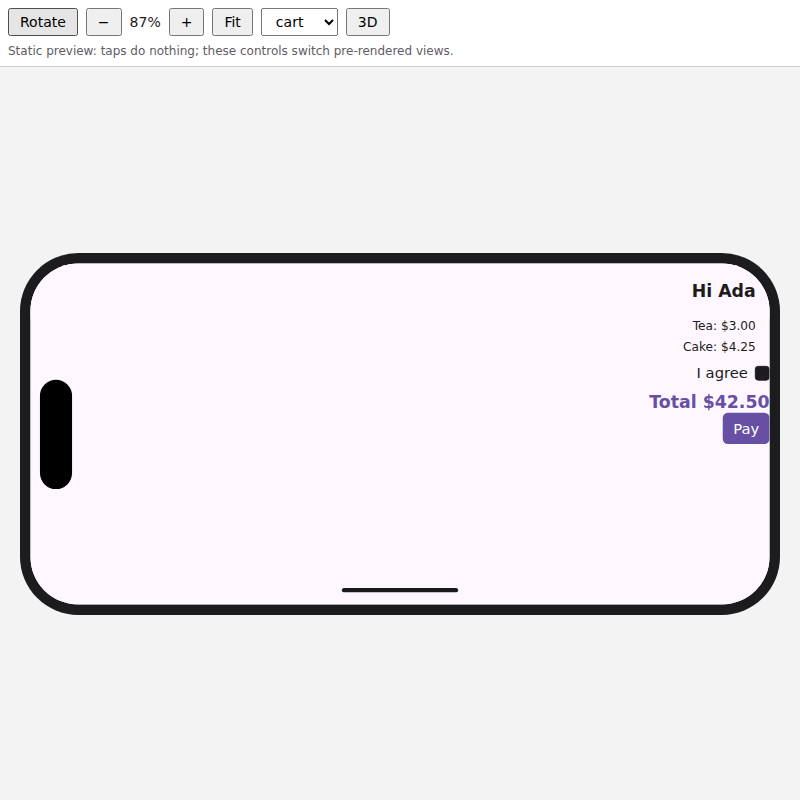 Rotate − 87% + Fit cart 3D
Static preview: taps do nothing; these controls switch pre-rendered views.
Hi Ada
Tea: $3.00
Cake: $4.25
I agree
Total $42.50
Pay